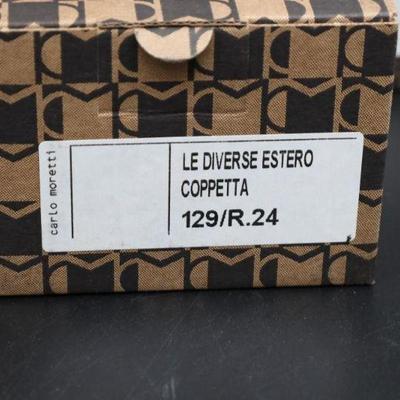 carlo moretti
LE DIVERSE ESTERO
COPPETTA
129/R.24